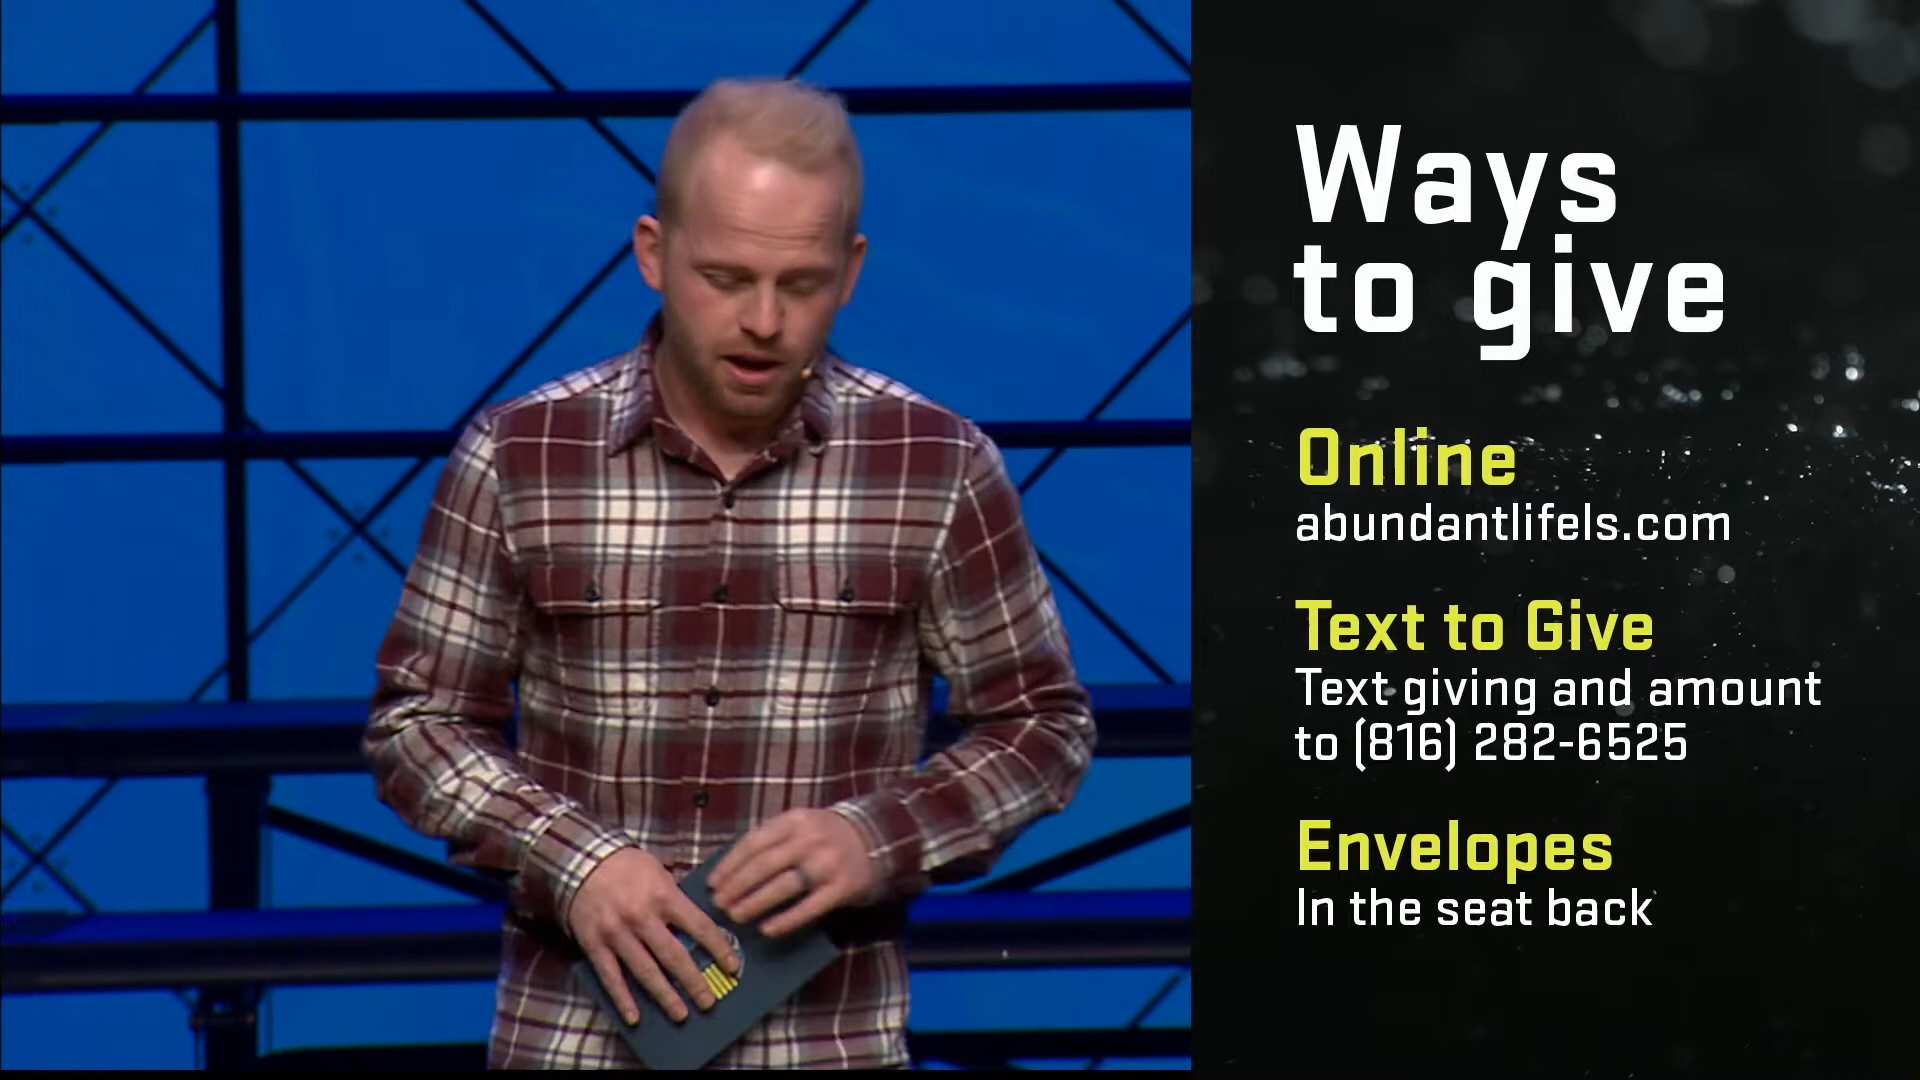 Ways
to give
Online
abundantlifels.com
Text to Give
Text giving and amount
to (816) 282-6525
Envelopes
In the seat back